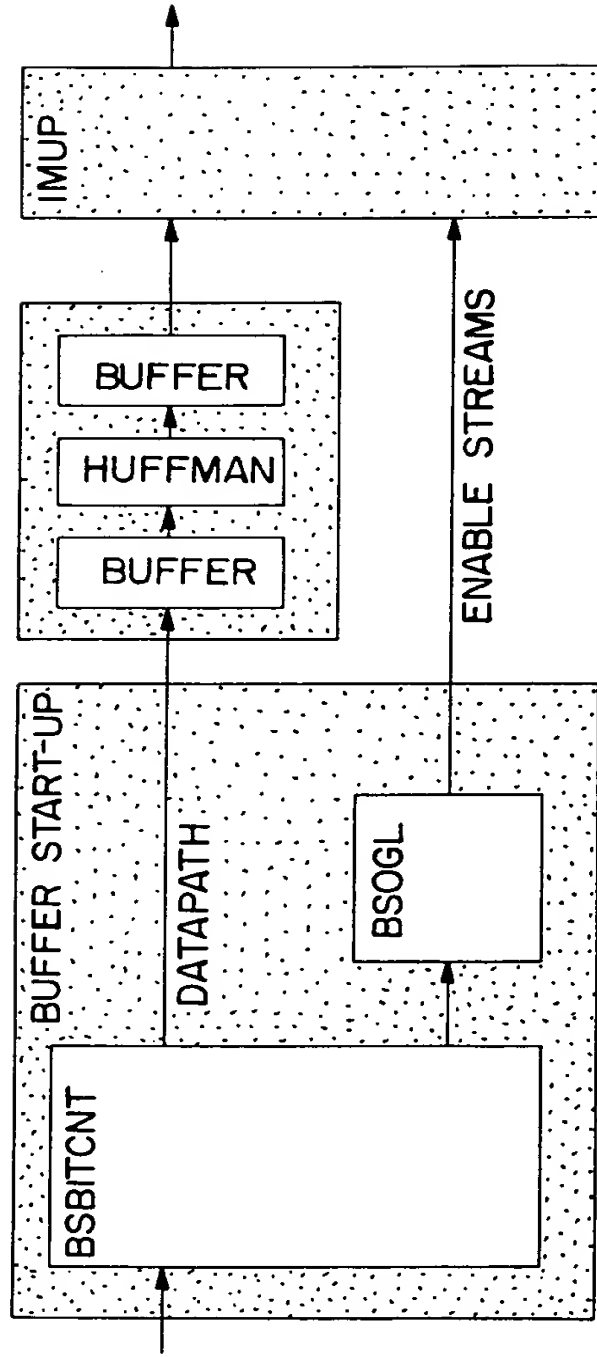 BUFFER START-UP
BSBITCNT
DATAPATH
BSOGL
BUFFER
HUFFMAN
BUFFER
ENABLE STREAMS
IMUP